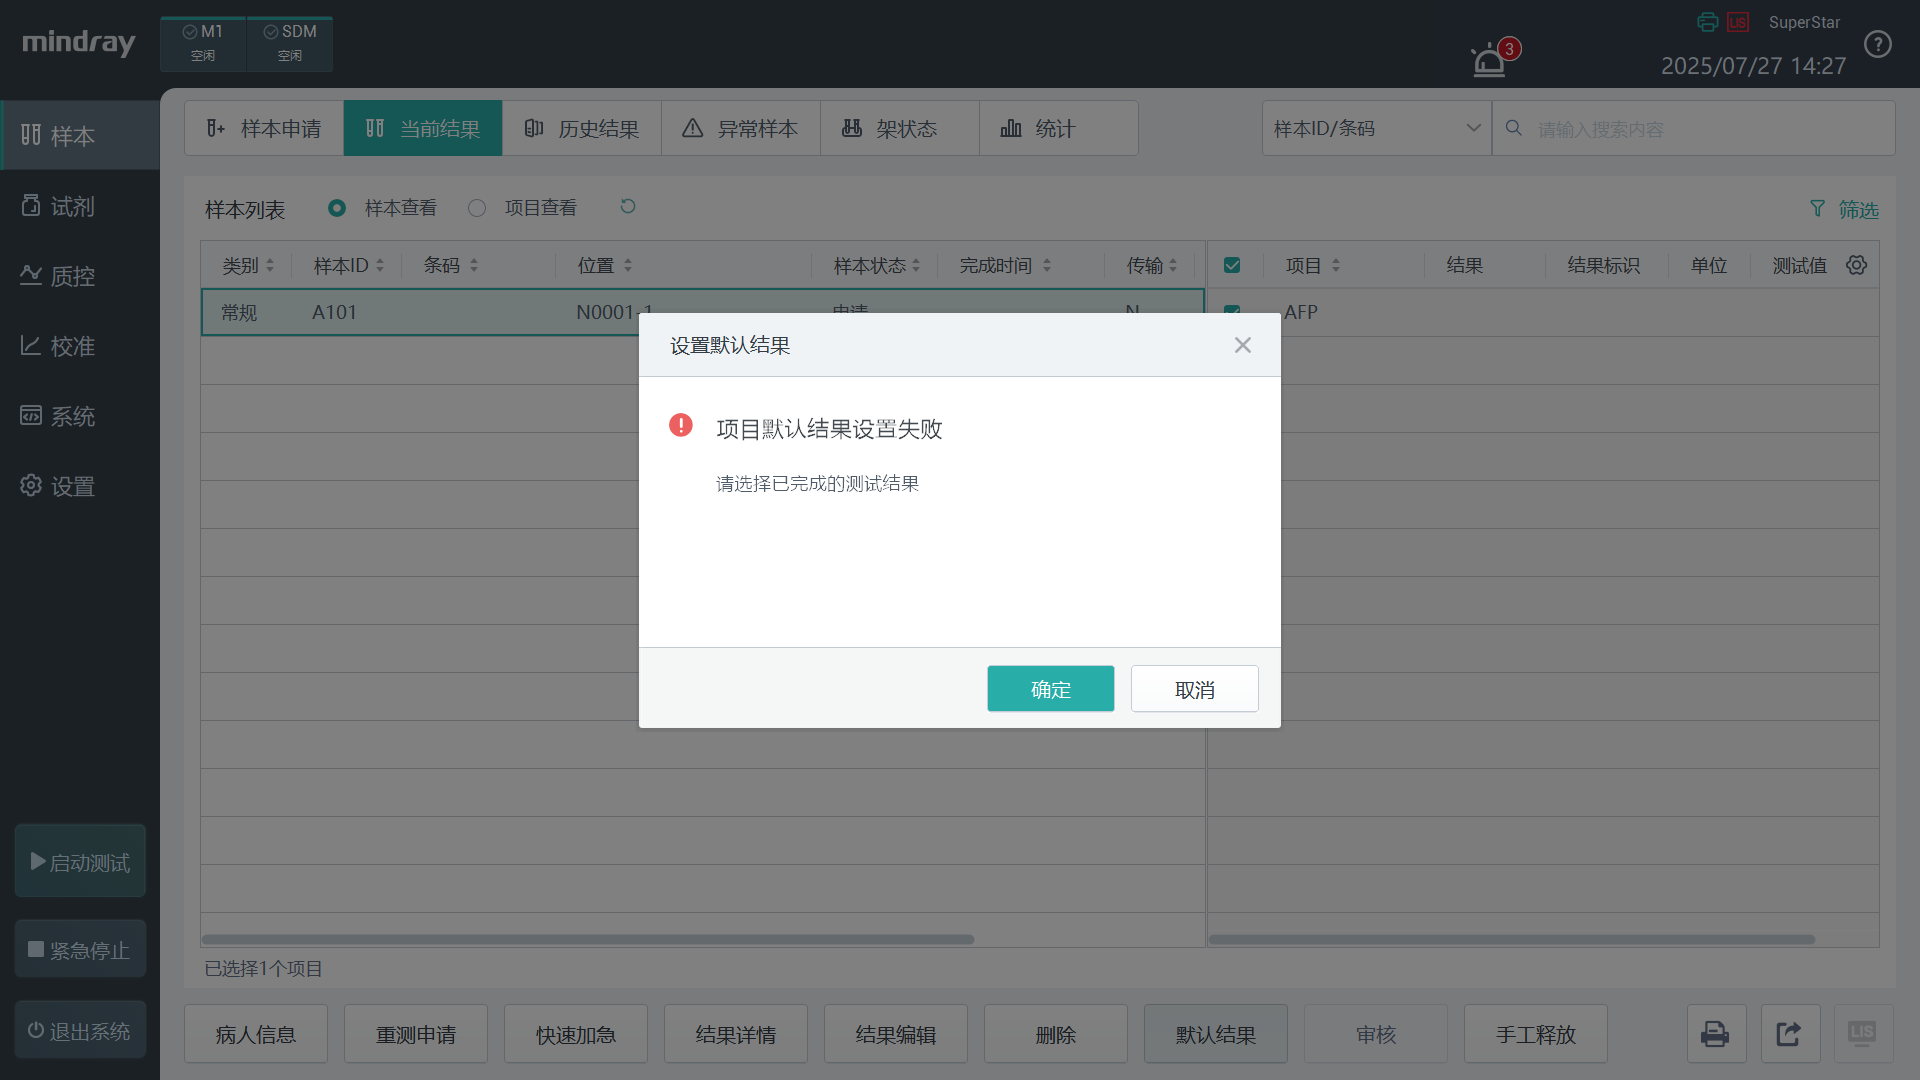 mindray
M1
空闲
SDM
空闲
3
LIS
SuperStar
2025/07/27 14:27
?
样本
试剂
质控
校准
系统
设置
启动测试
紧急停止
退出系统
样本申请
当前结果
历史结果
异常样本
架状态
统计
样本ID/条码
请输入搜索内容
样本列表
样本查看
项目查看
筛选
类别 样本ID 条码 位置 样本状态 完成时间 传输
项目 结果 结果标识 单位 测试值
常规 A101 N0001-1 申请 N
AFP
设置默认结果
项目默认结果设置失败
请选择已完成的测试结果
确定
取消
已选择1个项目
病人信息
重测申请
快速加急
结果详情
结果编辑
删除
默认结果
审核
手工释放
LIS